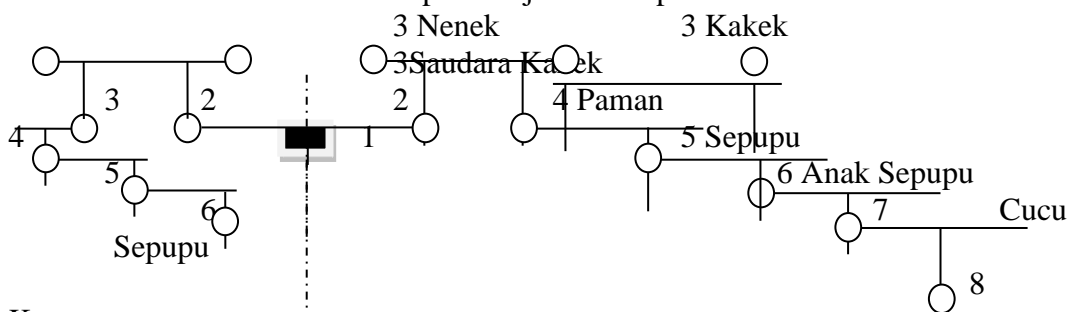 3 Nenek 3 Kakek
3Saudara Kakek
3 2 2 4 Paman
4 1 5 Sepupu
5 6 Anak Sepupu
6 7 Cucu
Sepupu
8